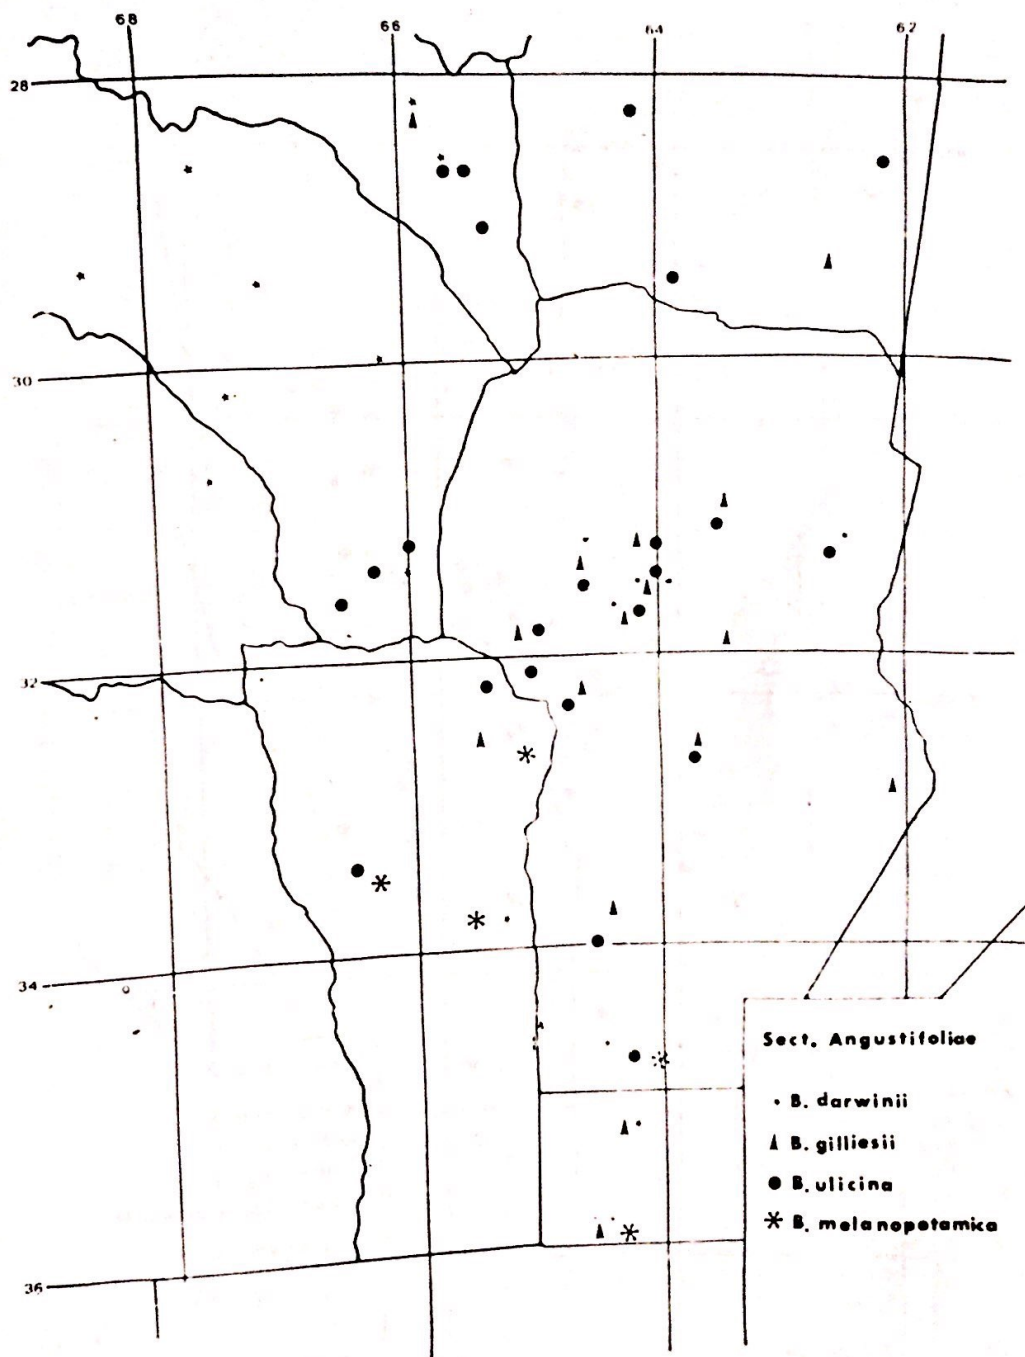 68 66 64 62
28
30
32
34
36
Sect. Angustifoliae
B. darwinii
B. gilliesii
B. ulicina
B. melanopotamica